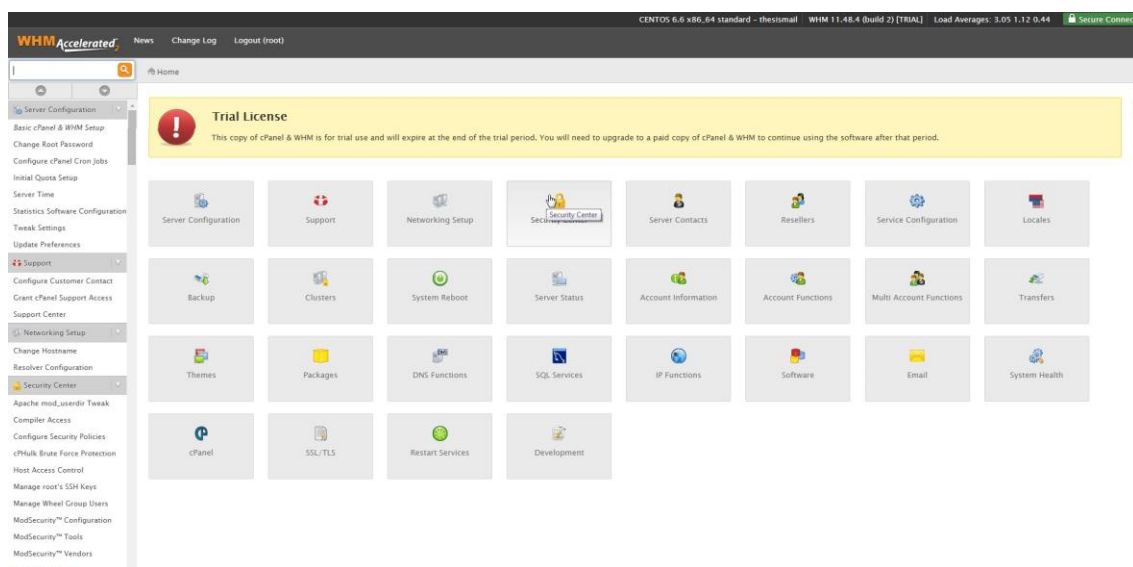 CENTOS 6.6 x86_64 standard - thesismail WHM 11.48.4 (build 2) [TRIAL] Load Averages: 3.05 1.12 0.44 Secure Connec
WHM Accelerated2 News Change Log Logout (root)
Home
Server Configuration
Basic cPanel & WHM Setup
Change Root Password
Configure cPanel Cron Jobs
Initial Quota Setup
Server Time
Statistics Software Configuration
Tweak Settings
Update Preferences
Support
Configure Customer Contact
Grant cPanel Support Access
Support Center
Networking Setup
Change Hostname
Resolver Configuration
Security Center
Apache mod_userdir Tweak
Compiler Access
Configure Security Policies
cPHulk Brute Force Protection
Host Access Control
Manage root's SSH Keys
Manage Wheel Group Users
ModSecurity™ Configuration
ModSecurity™ Tools
ModSecurity™ Vendors
Trial License
This copy of cPanel & WHM is for trial use and will expire at the end of the trial period. You will need to upgrade to a paid copy of cPanel & WHM to continue using the software after that period.
Server Configuration Support Networking Setup Security Center Server Contacts Resellers Service Configuration Locales
Backup Clusters System Reboot Server Status Account Information Account Functions Multi Account Functions Transfers
Themes Packages DNS Functions SQL Services IP Functions Software Email System Health
cPanel SSL/TLS Restart Services Development